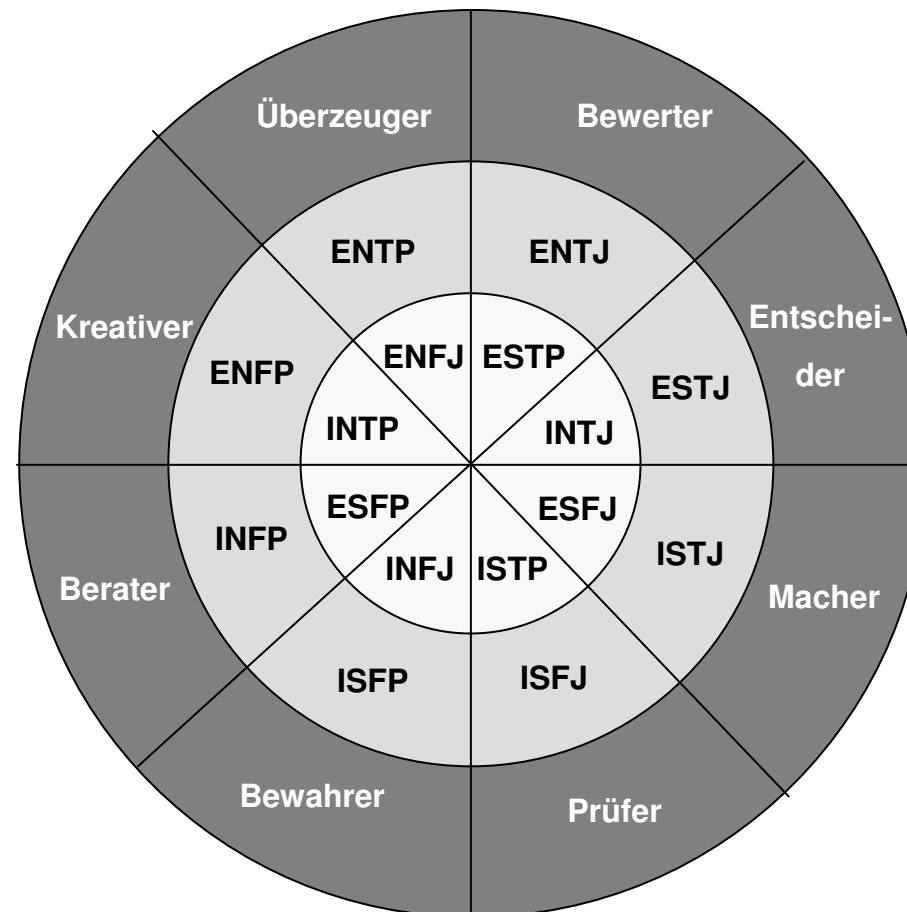 Überzeuger
Bewerter
Kreativer
Entschei-
der
Berater
Macher
Bewahrer
Prüfer
ENTP
ENTJ
ENFP
ESTJ
INFP
ISTJ
ISFP
ISFJ
ENFJ
ESTP
INTP
INTJ
ESFP
ESFJ
INFJ
ISTP